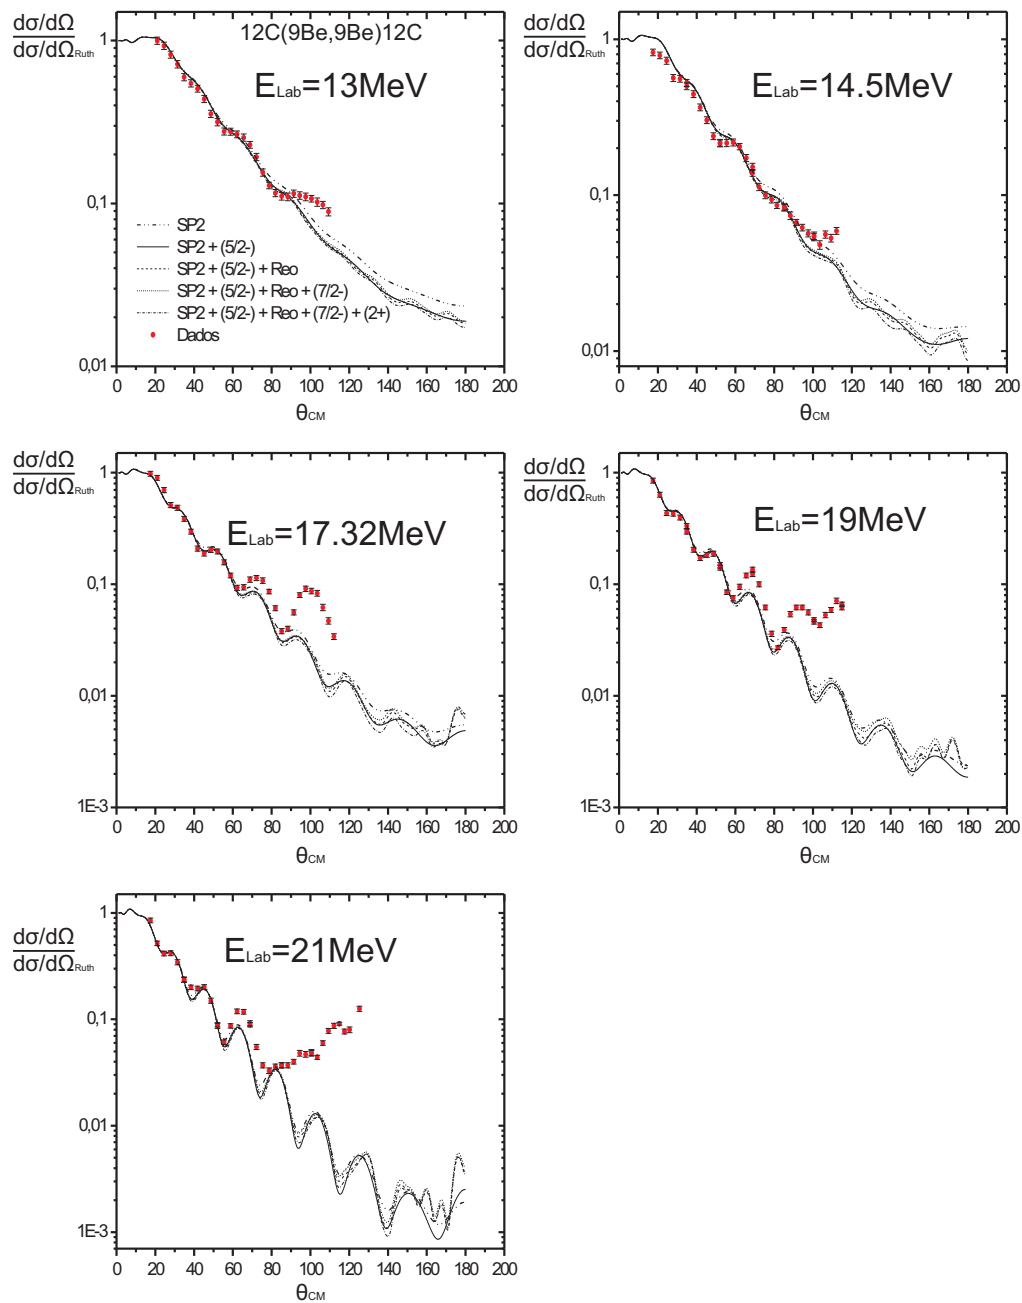 dσ/dΩ
dσ/dΩRuth
12C(9Be,9Be)12C
ELab=13MeV
1
0,1
0,01
SP2
SP2 + (5/2-)
SP2 + (5/2-) + Reo
SP2 + (5/2-) + Reo + (7/2-)
SP2 + (5/2-) + Reo + (7/2-) + (2+)
Dados
0 20 40 60 80 100 120 140 160 180 200
θCM
dσ/dΩ
dσ/dΩRuth
ELab=14.5MeV
1
0,1
0,01
0 20 40 60 80 100 120 140 160 180 200
θCM
dσ/dΩ
dσ/dΩRuth
ELab=17.32MeV
1
0,1
0,01
1E-3
0 20 40 60 80 100 120 140 160 180 200
θCM
dσ/dΩ
dσ/dΩRuth
ELab=19MeV
1
0,1
0,01
1E-3
0 20 40 60 80 100 120 140 160 180 200
θCM
dσ/dΩ
dσ/dΩRuth
ELab=21MeV
1
0,1
0,01
1E-3
0 20 40 60 80 100 120 140 160 180 200
θCM